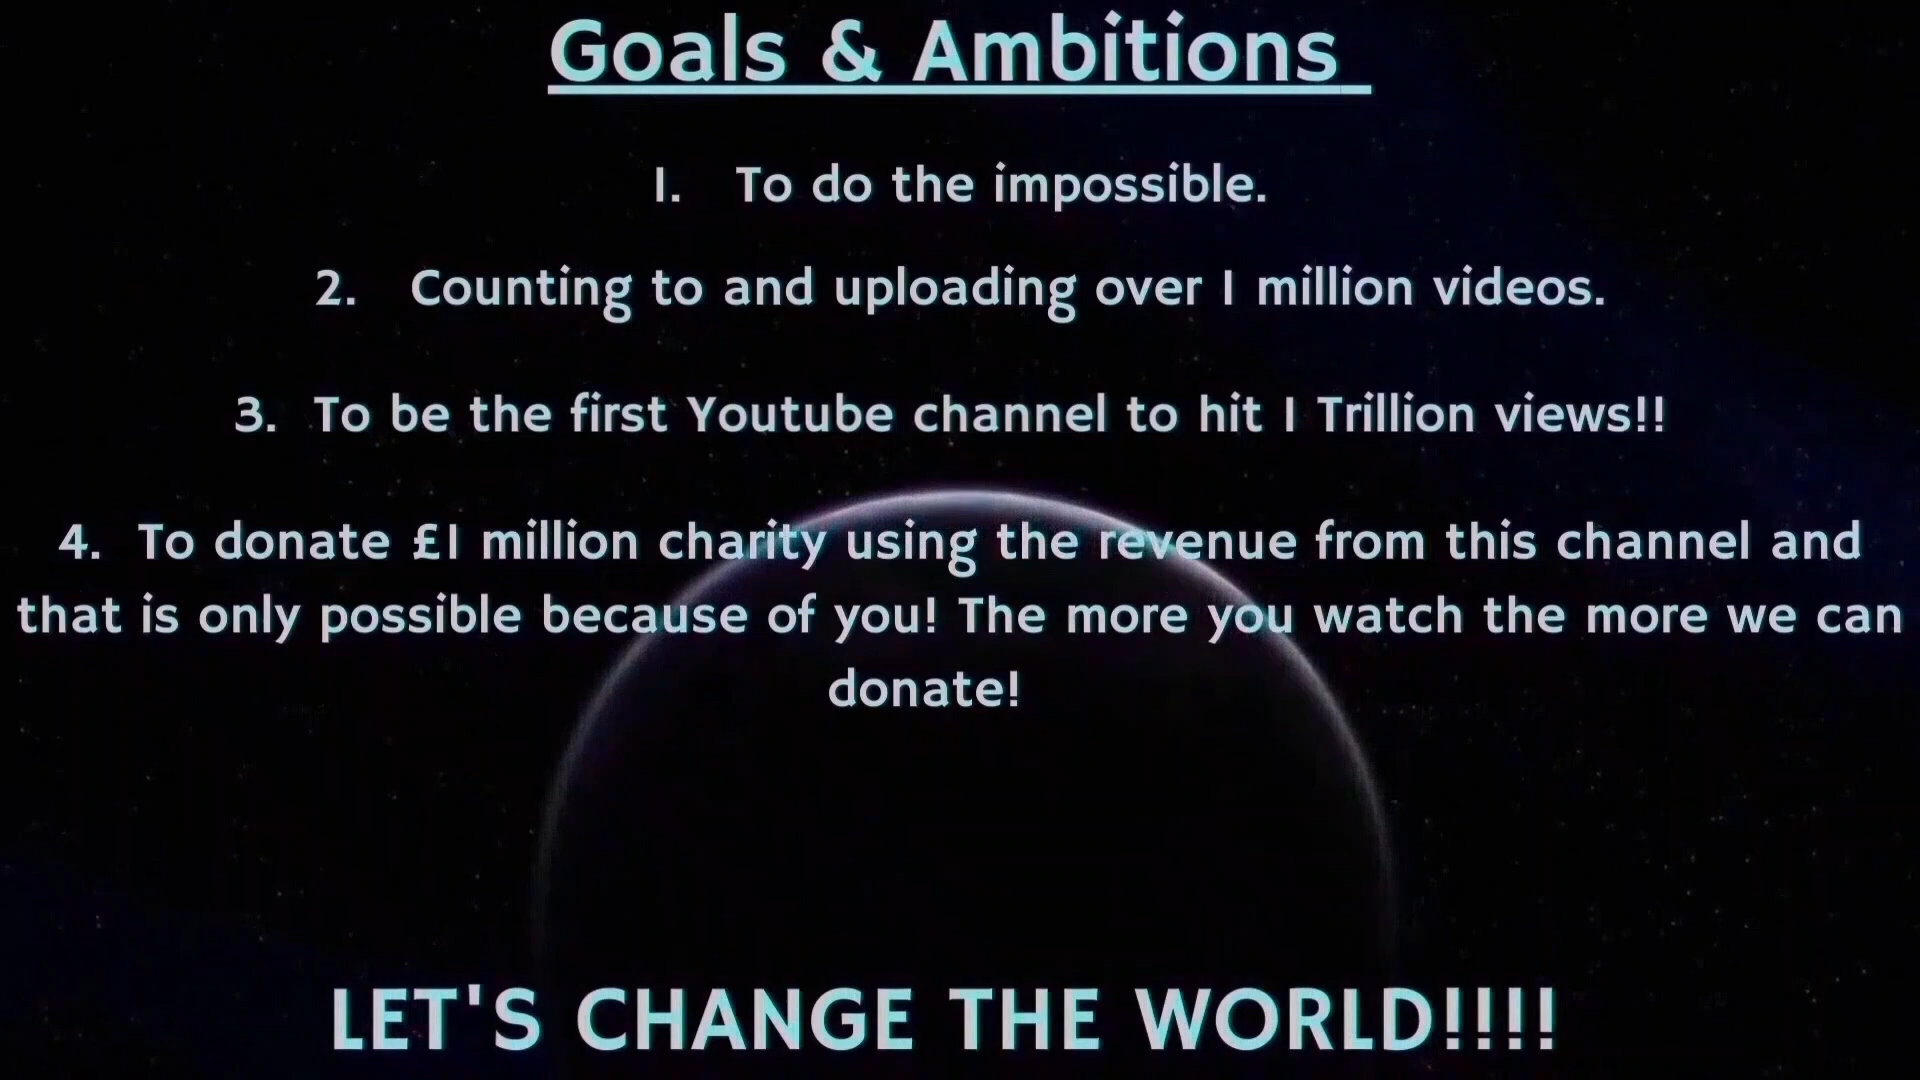 Goals & Ambitions
1. To do the impossible.
2. Counting to and uploading over 1 million videos.
3. To be the first Youtube channel to hit 1 Trillion views!!
4. To donate £1 million charity using the revenue from this channel and
that is only possible because of you! The more you watch the more we can
donate!
LET'S CHANGE THE WORLD!!!!